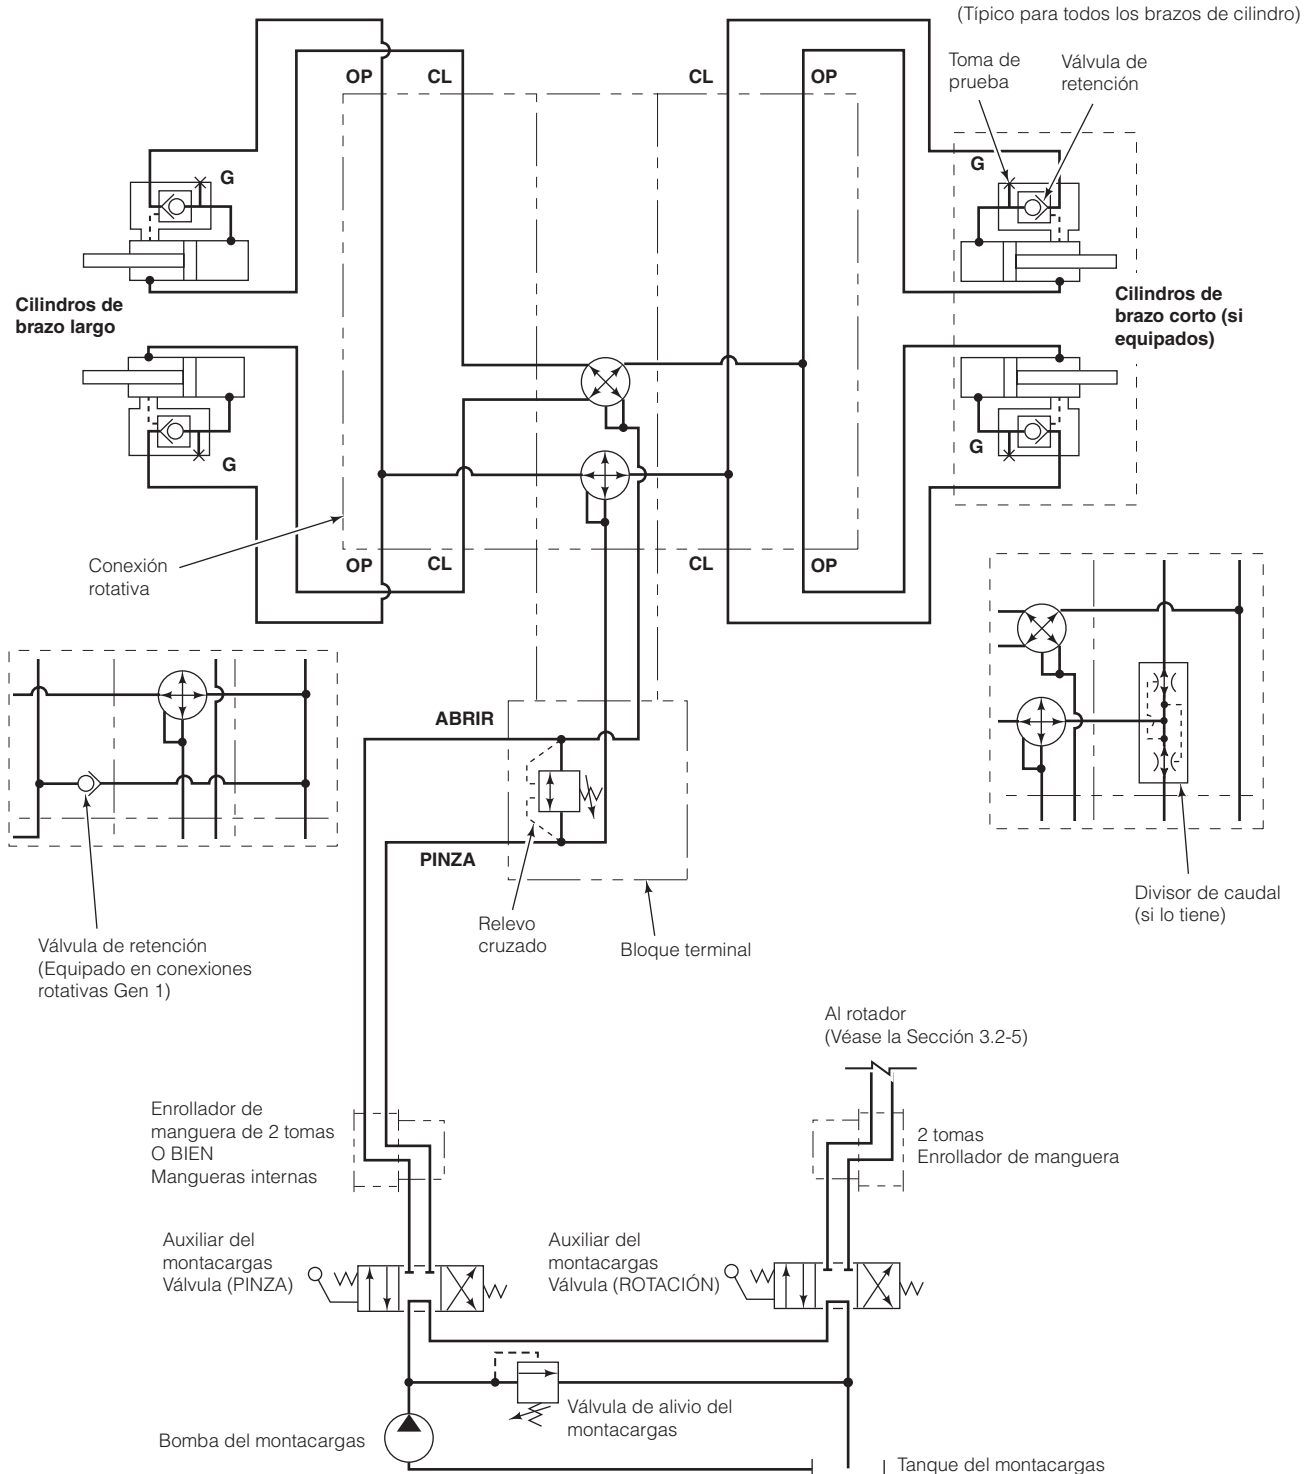 (Típico para todos los brazos de cilindro)
Toma de
prueba
Válvula de
retención
OP
CL
CL
OP
G
G
Cilindros de
brazo largo
Cilindros de
brazo corto (si
equipados)
G
G
Conexión
rotativa
OP
CL
CL
OP
ABRIR
PINZA
Relevo
cruzado
Bloque terminal
Divisor de caudal
(si lo tiene)
Válvula de retención
(Equipado en conexiones
rotativas Gen 1)
Al rotador
(Véase la Sección 3.2-5)
Enrollador de
manguera de 2 tomas
O BIEN
Mangueras internas
2 tomas
Enrollador de manguera
Auxiliar del
montacargas
Válvula (PINZA)
Auxiliar del
montacargas
Válvula (ROTACIÓN)
Válvula de alivio del
montacargas
Bomba del montacargas
Tanque del montacargas